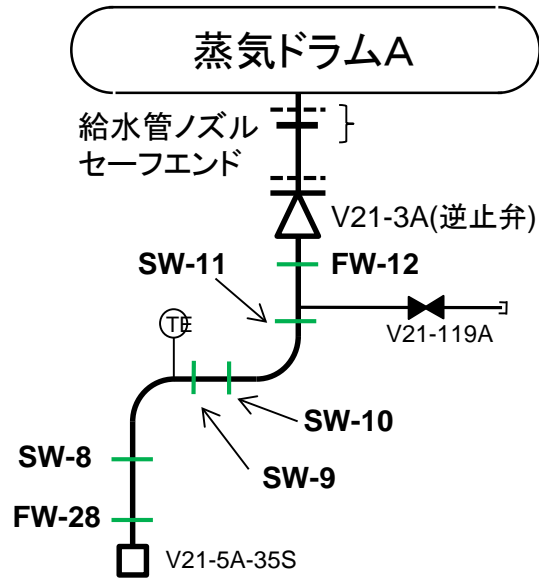 蒸気ドラムA
給水管ノズル
セーフエンド
V21-3A(逆止弁)
SW-11
FW-12
TE
V21-119A
SW-10
SW-8
SW-9
FW-28
V21-5A-35S